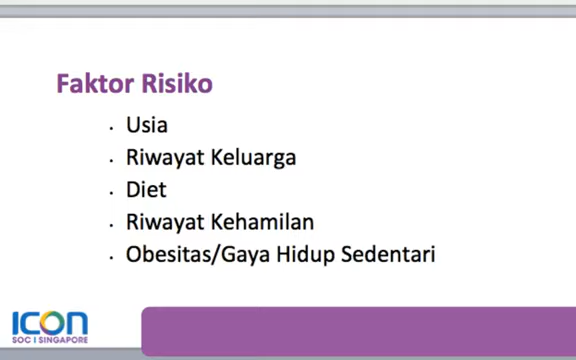 Faktor Risiko
· Usia
· Riwayat Keluarga
· Diet
· Riwayat Kehamilan
· Obesitas/Gaya Hidup Sedentari
ICON
SOC | SINGAPORE